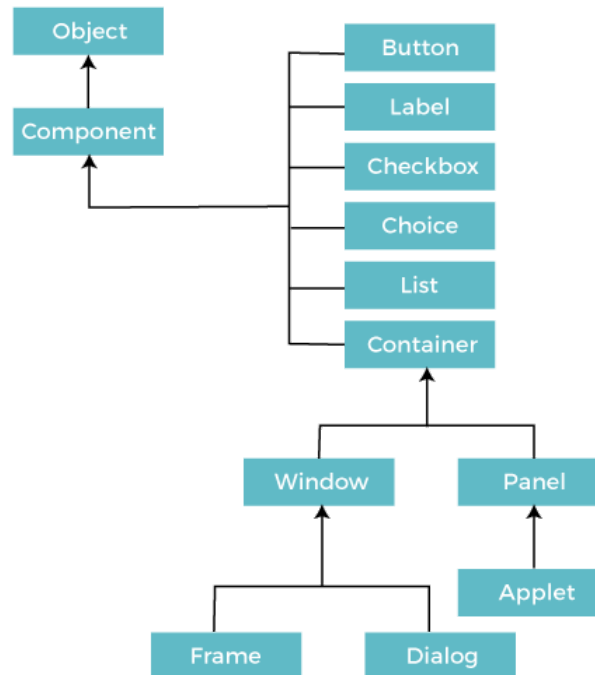 Object
Component
Button
Label
Checkbox
Choice
List
Container
Window
Panel
Applet
Frame
Dialog